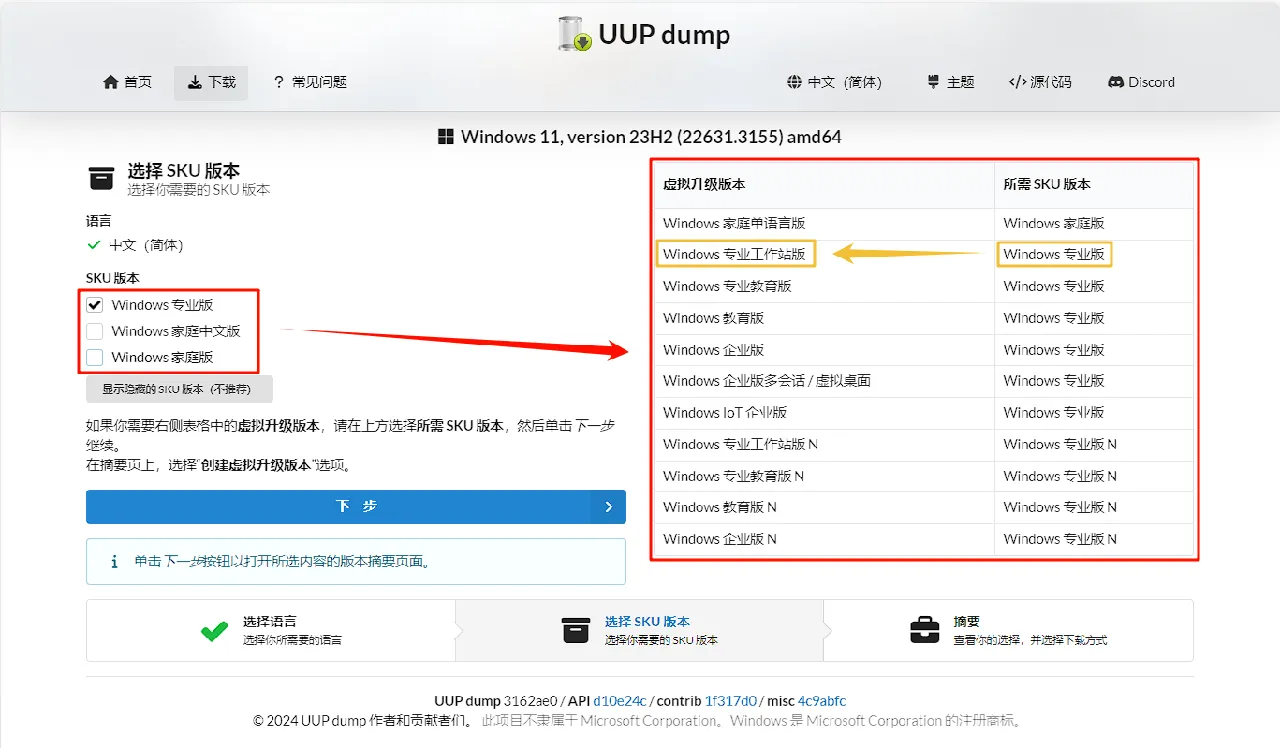 UUP dump
首页 下载 ? 常见问题 中文（简体） 主题 </> 源代码 Discord
Windows 11, version 23H2 (22631.3155) amd64
选择 SKU 版本
选择你需要的 SKU 版本
语言
中文（简体）
SKU 版本
Windows 专业版
Windows 家庭中文版
Windows 家庭版
显示隐藏的 SKU 版本（不推荐）
如果你需要右侧表格中的虚拟升级版本，请在上方选择所需 SKU 版本，然后单击下一步
继续。
在摘要页上，选择“创建虚拟升级版本”选项。
下一步
i 单击下一步按钮以打开所选内容的版本摘要页面。
虚拟升级版本 所需 SKU 版本
Windows 家庭单语言版 Windows 家庭版
Windows 专业工作站版 Windows 专业版
Windows 专业教育版 Windows 专业版
Windows 教育版 Windows 专业版
Windows 企业版 Windows 专业版
Windows 企业版多会话 / 虚拟桌面 Windows 专业版
Windows IoT 企业版 Windows 专业版
Windows 专业工作站版 N Windows 专业版 N
Windows 专业教育版 N Windows 专业版 N
Windows 教育版 N Windows 专业版 N
Windows 企业版 N Windows 专业版 N
选择语言
选择你所需要的语言
选择 SKU 版本
选择你需要的 SKU 版本
摘要
查看你的选择，并选择下载方式
UUP dump 3162ae0 / API d10e24c / contrib 1f317d0 / misc 4c9abfc
© 2024 UUP dump 作者和贡献者们。 此项目不隶属于 Microsoft Corporation。Windows 是 Microsoft Corporation 的注册商标。